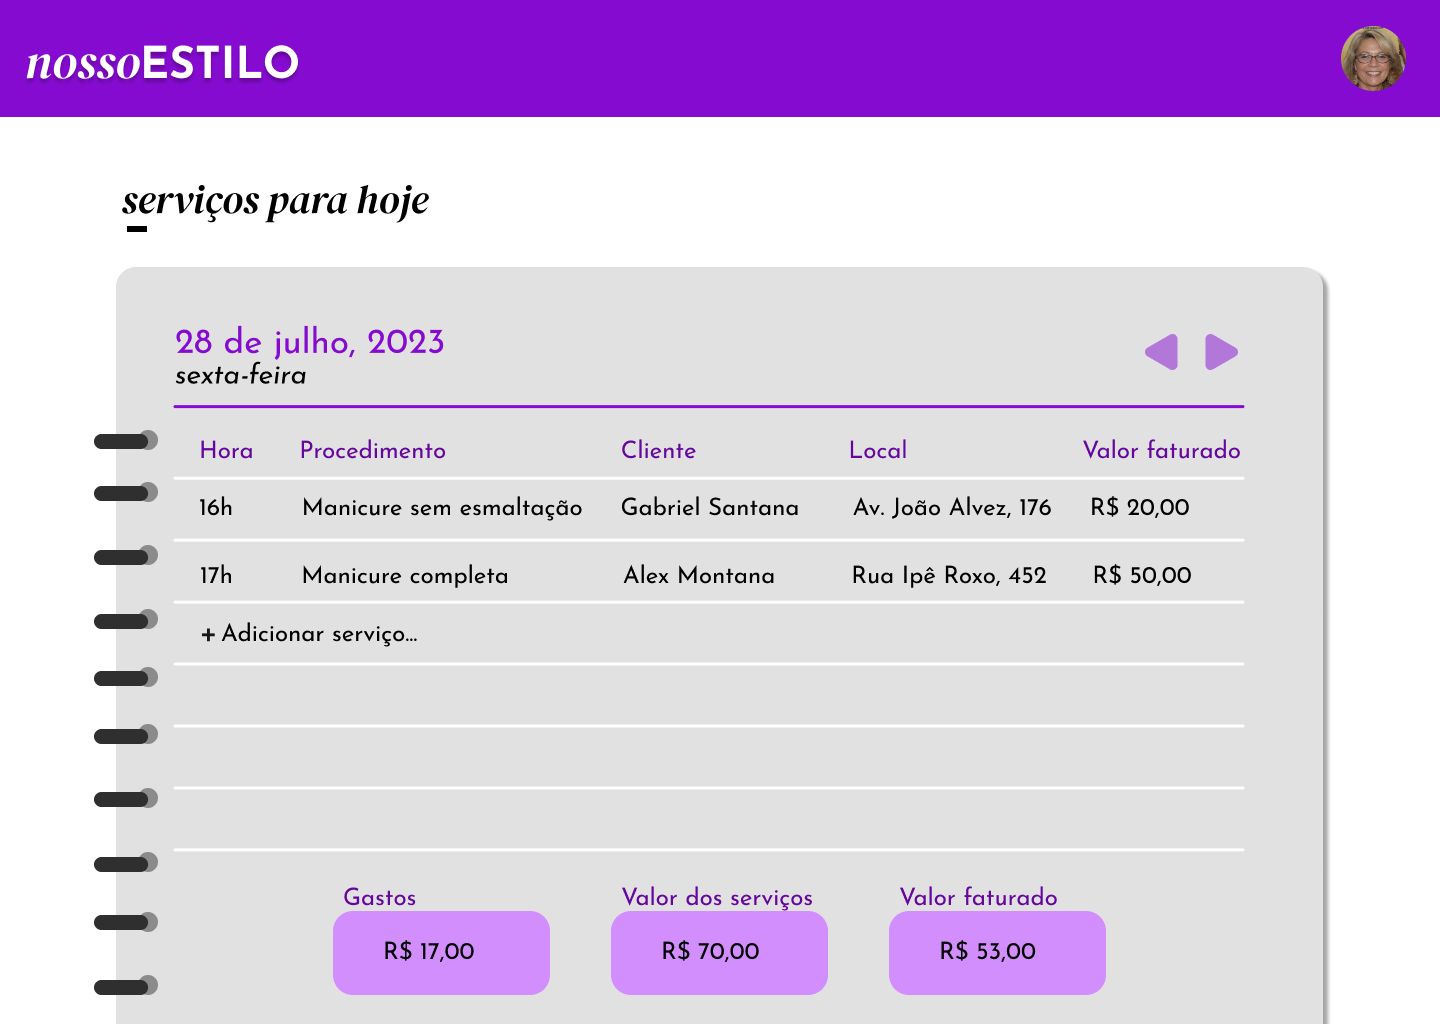 nossoESTILO
serviços para hoje
28 de julho, 2023
sexta-feira
Hora Procedimento Cliente Local Valor faturado
16h Manicure sem esmaltação Gabriel Santana Av. João Alvez, 176 R$ 20,00
17h Manicure completa Alex Montana Rua Ipê Roxo, 452 R$ 50,00
+ Adicionar serviço...
Gastos Valor dos serviços Valor faturado
R$ 17,00 R$ 70,00 R$ 53,00